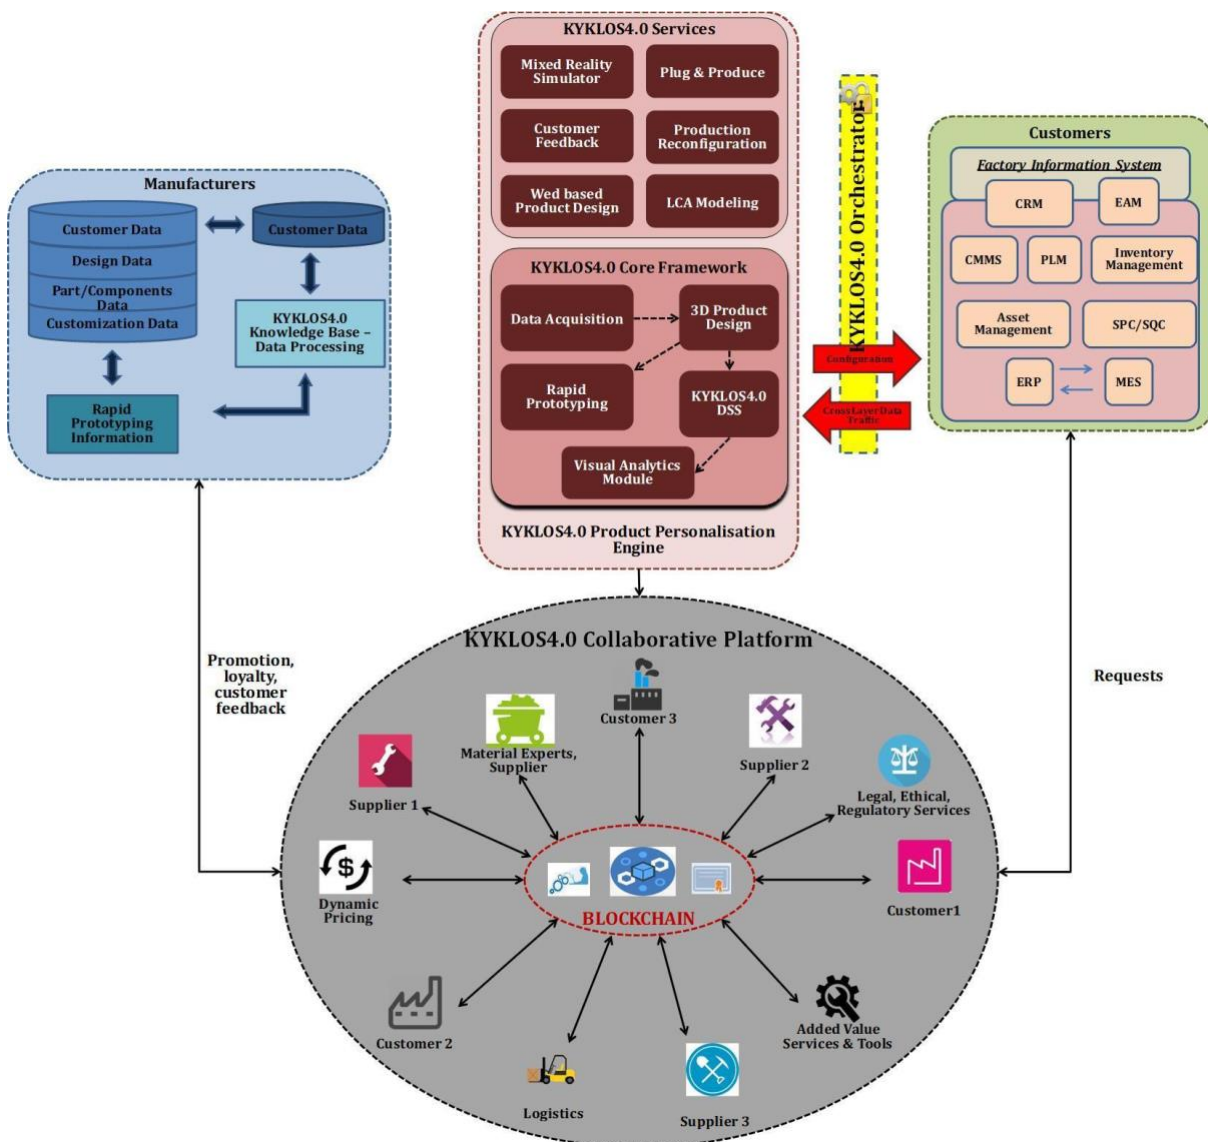 KYKLOS4.0 Services
Mixed Reality
Simulator
Plug & Produce
Customer
Feedback
Production
Reconfiguration
Wed based
Product Design
LCA Modeling
KYKLOS4.0 Core Framework
Data Acquisition
3D Product
Design
Rapid
Prototyping
KYKLOS4.0
DSS
Visual Analytics
Module
KYKLOS4.0 Product Personalisation
Engine
KYKLOS4.0 Orchestrator
Configuration
CrossLayerData
Traffic
Customers
Factory Information System
CRM
EAM
CMMS
PLM
Inventory
Management
Asset
Management
SPC/SQC
ERP
MES
Manufacturers
Customer Data
Customer Data
Design Data
Part/Components
Data
Customization Data
KYKLOS4.0
Knowledge Base –
Data Processing
Rapid
Prototyping
Information
Promotion,
loyalty,
customer
feedback
Requests
KYKLOS4.0 Collaborative Platform
Customer 3
Material Experts,
Supplier
Supplier 2
Supplier 1
Legal, Ethical,
Regulatory Services
$
Dynamic
Pricing
BLOCKCHAIN
Customer1
Customer 2
Added Value
Services & Tools
Logistics
Supplier 3